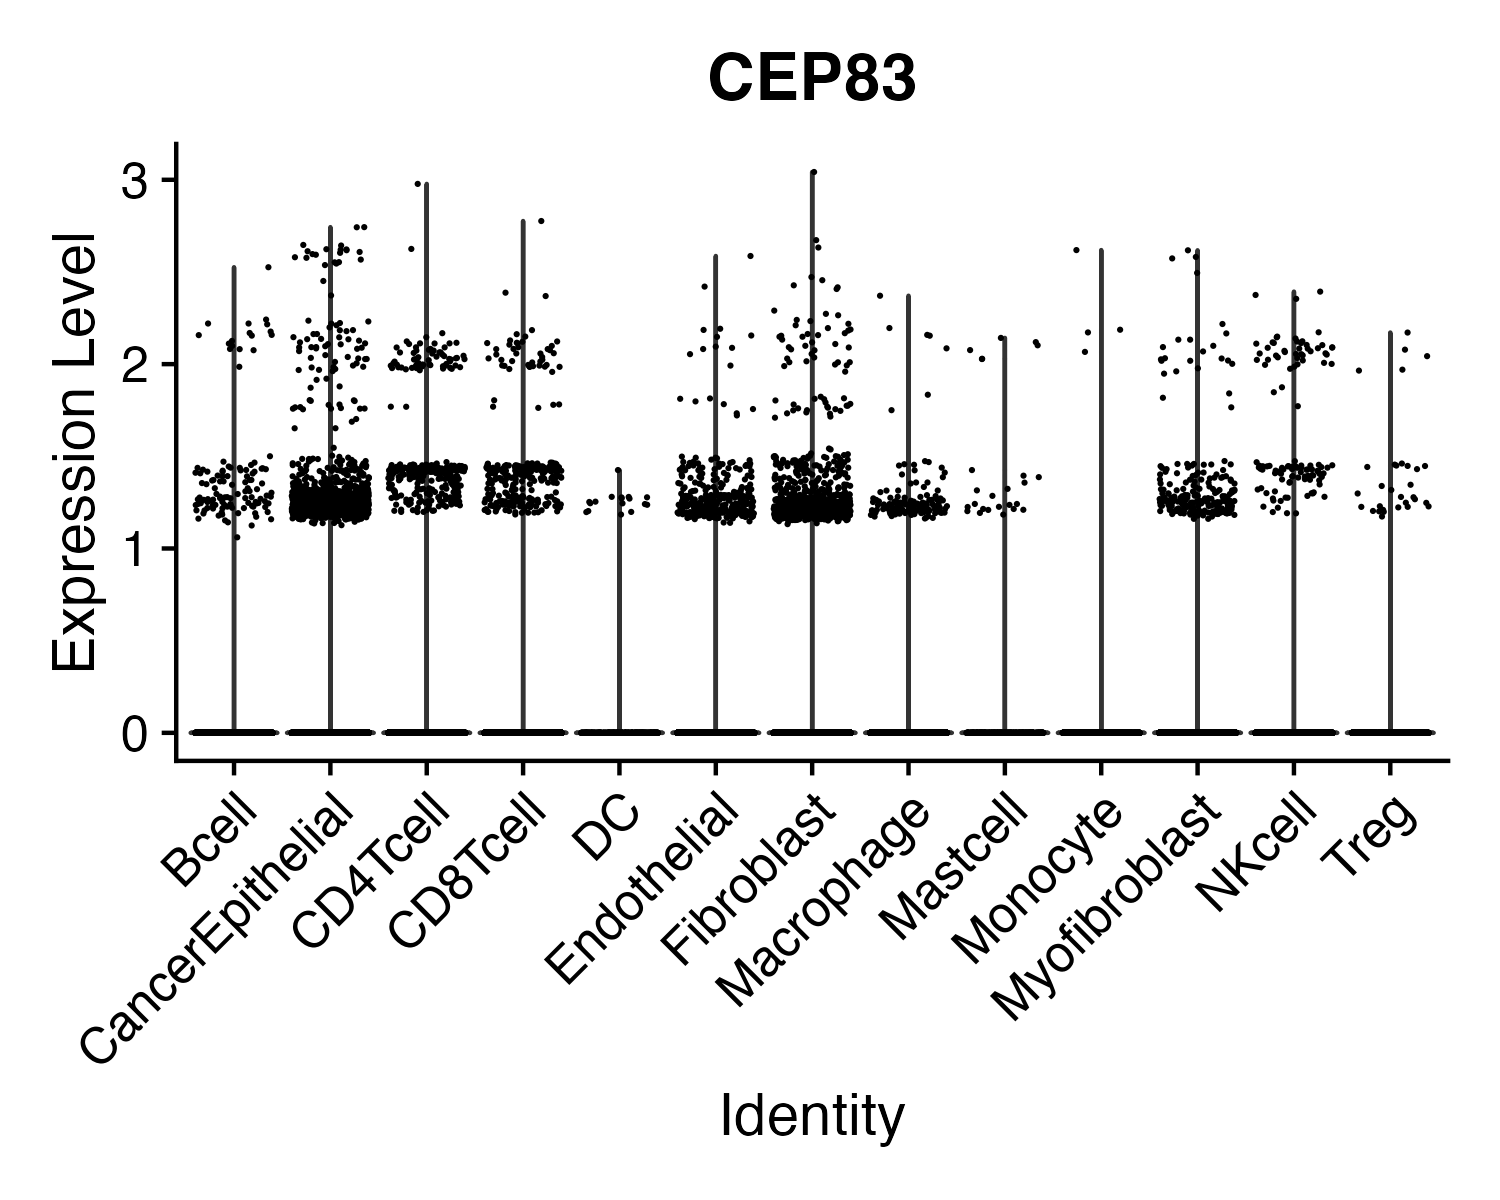 CEP83
Expression Level
3
2
1
0
Bcell
CancerEpithelial
CD4Tcell
CD8Tcell
DC
Endothelial
Fibroblast
Macrophage
Mastcell
Monocyte
Myofibroblast
NKcell
Treg
Identity